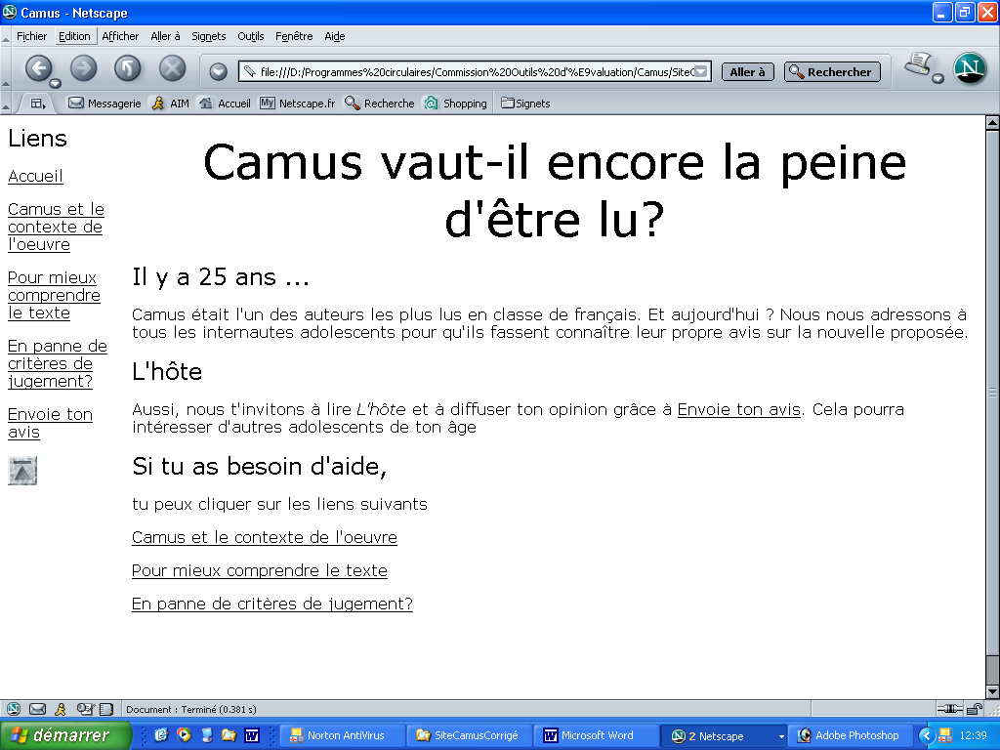 Camus - Netscape
Fichier Edition Afficher Aller à Signets Outils Fenêtre Aide
file:///D:/Programmes%20circulaires/Commission%20Outils%20d'%E9valuation/Camus/SiteC
Aller à
Rechercher
Messagerie AIM Accueil My Netscape.fr Recherche Shopping Signets
Liens
Accueil
Camus et le
contexte de
l'oeuvre
Pour mieux
comprendre
le texte
En panne de
critères de
jugement?
Envoie ton
avis
Camus vaut-il encore la peine
d'être lu?
Il y a 25 ans ...
Camus était l'un des auteurs les plus lus en classe de français. Et aujourd'hui ? Nous nous adressons à
tous les internautes adolescents pour qu'ils fassent connaître leur propre avis sur la nouvelle proposée.
L'hôte
Aussi, nous t'invitons à lire L'hôte et à diffuser ton opinion grâce à Envoie ton avis. Cela pourra
intéresser d'autres adolescents de ton âge
Si tu as besoin d'aide,
tu peux cliquer sur les liens suivants
Camus et le contexte de l'oeuvre
Pour mieux comprendre le texte
En panne de critères de jugement?
Document : Terminé (0.381 s)
démarrer
Norton AntiVirus
SiteCamusCorrigé
Microsoft Word
2 Netscape
Adobe Photoshop
12:39